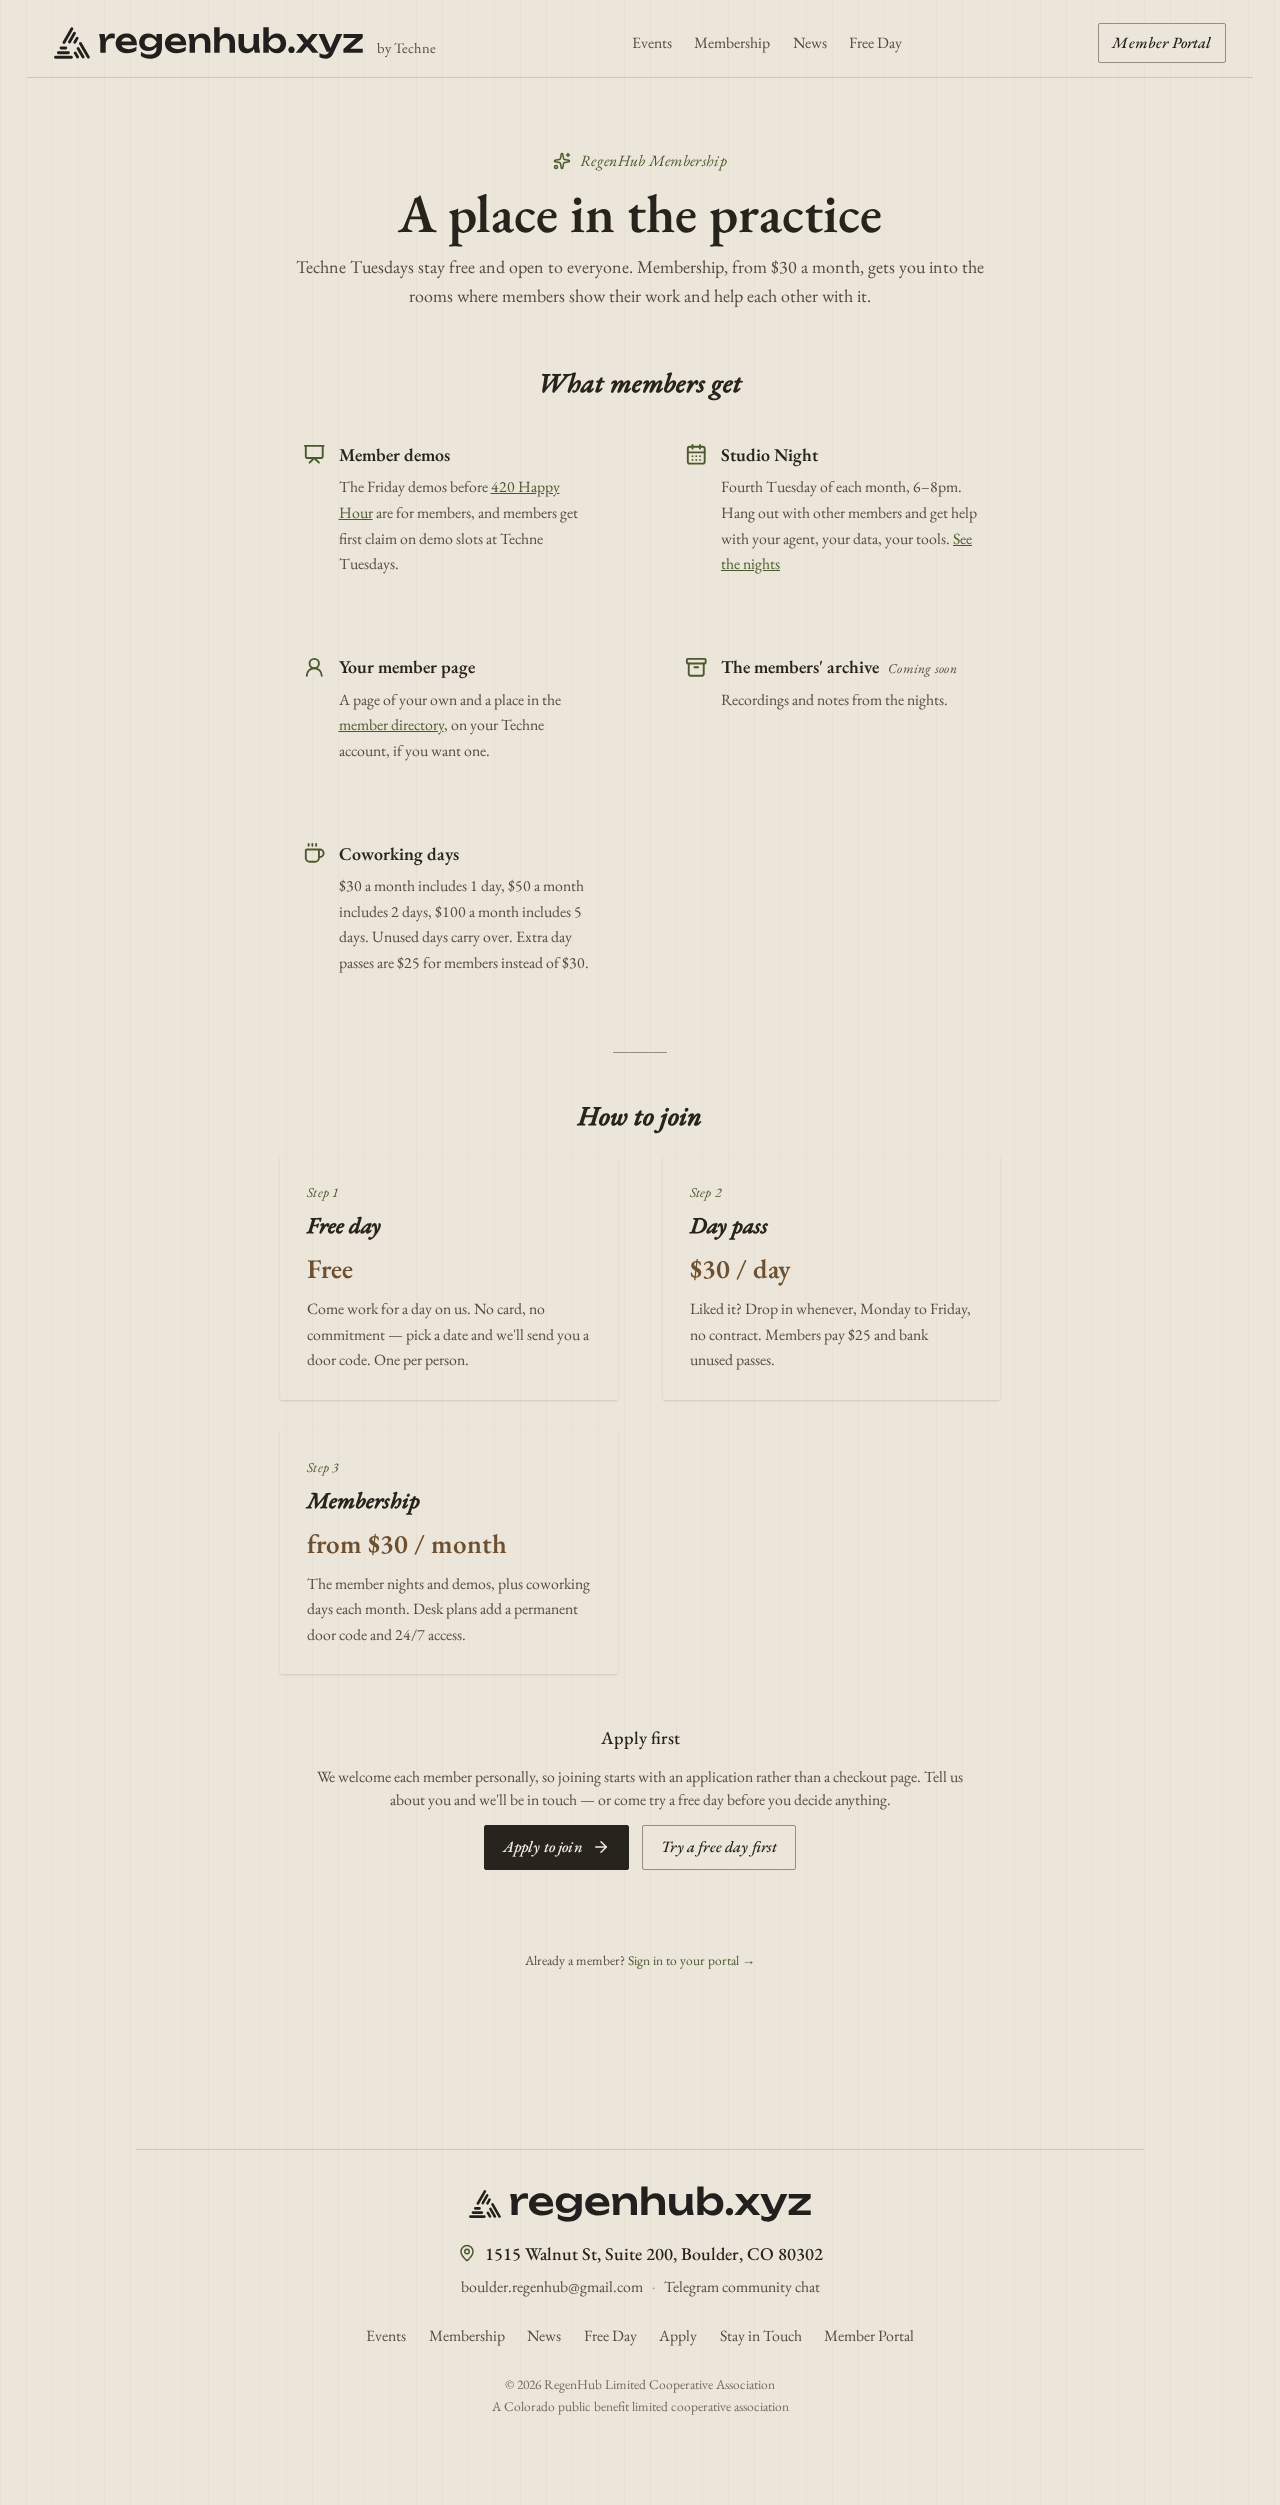 regenhub.xyz by Techne
Events Membership News Free Day
Member Portal
RegenHub Membership
A place in the practice
Techne Tuesdays stay free and open to everyone. Membership, from $30 a month, gets you into the
rooms where members show their work and help each other with it.
What members get
Member demos
The Friday demos before 420 Happy
Hour are for members, and members get
first claim on demo slots at Techne
Tuesdays.
Studio Night
Fourth Tuesday of each month, 6–8pm.
Hang out with other members and get help
with your agent, your data, your tools. See
the nights
Your member page
A page of your own and a place in the
member directory, on your Techne
account, if you want one.
The members' archive Coming soon
Recordings and notes from the nights.
Coworking days
$30 a month includes 1 day, $50 a month
includes 2 days, $100 a month includes 5
days. Unused days carry over. Extra day
passes are $25 for members instead of $30.
How to join
Step 1
Free day
Free
Come work for a day on us. No card, no
commitment — pick a date and we'll send you a
door code. One per person.
Step 2
Day pass
$30 / day
Liked it? Drop in whenever, Monday to Friday,
no contract. Members pay $25 and bank
unused passes.
Step 3
Membership
from $30 / month
The member nights and demos, plus coworking
days each month. Desk plans add a permanent
door code and 24/7 access.
Apply first
We welcome each member personally, so joining starts with an application rather than a checkout page. Tell us
about you and we'll be in touch — or come try a free day before you decide anything.
Apply to join →
Try a free day first
Already a member? Sign in to your portal →
regenhub.xyz
1515 Walnut St, Suite 200, Boulder, CO 80302
boulder.regenhub@gmail.com · Telegram community chat
Events Membership News Free Day Apply Stay in Touch Member Portal
© 2026 RegenHub Limited Cooperative Association
A Colorado public benefit limited cooperative association